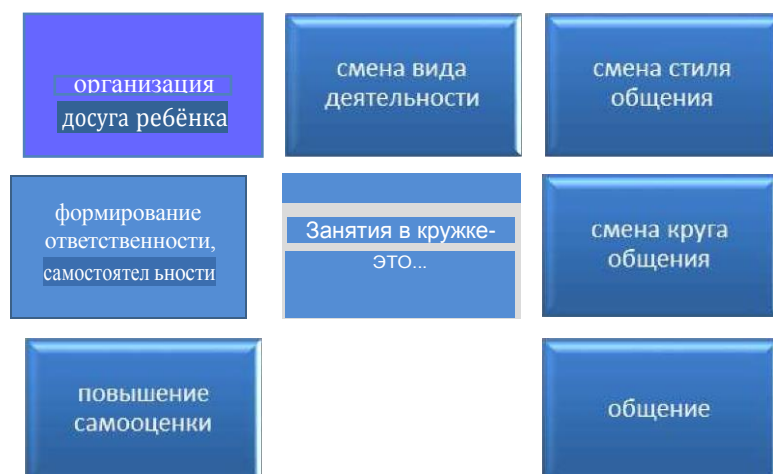 организация
досуга ребёнка
смена вида
деятельности
смена стиля
общения
формирование
ответственности,
самостоятел ьности
Занятия в кружке-
это...
смена круга
общения
повышение
самооценки
общение